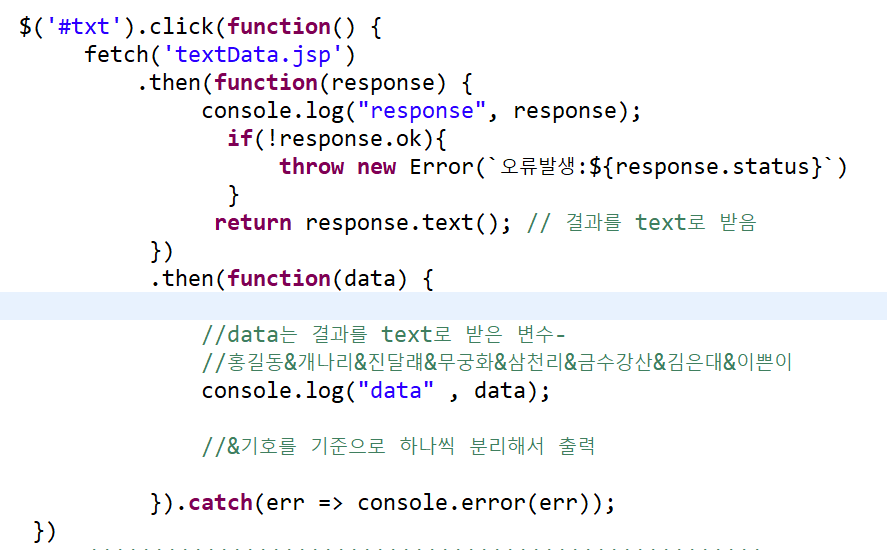 $('#txt').click(function() {
fetch('textData.jsp')
.then(function(response) {
console.log("response", response);
if(!response.ok){
throw new Error(`오류발생:${response.status}`)
}
return response.text(); // 결과를 text로 받음
})
.then(function(data) {
//data는 결과를 text로 받은 변수-
//홍길동&개나리&진달럐&무궁화&삼천리&금수강산&김은대&이쁜이
console.log("data" , data);
//&기호를 기준으로 하나씩 분리해서 출력
}).catch(err => console.error(err));
})